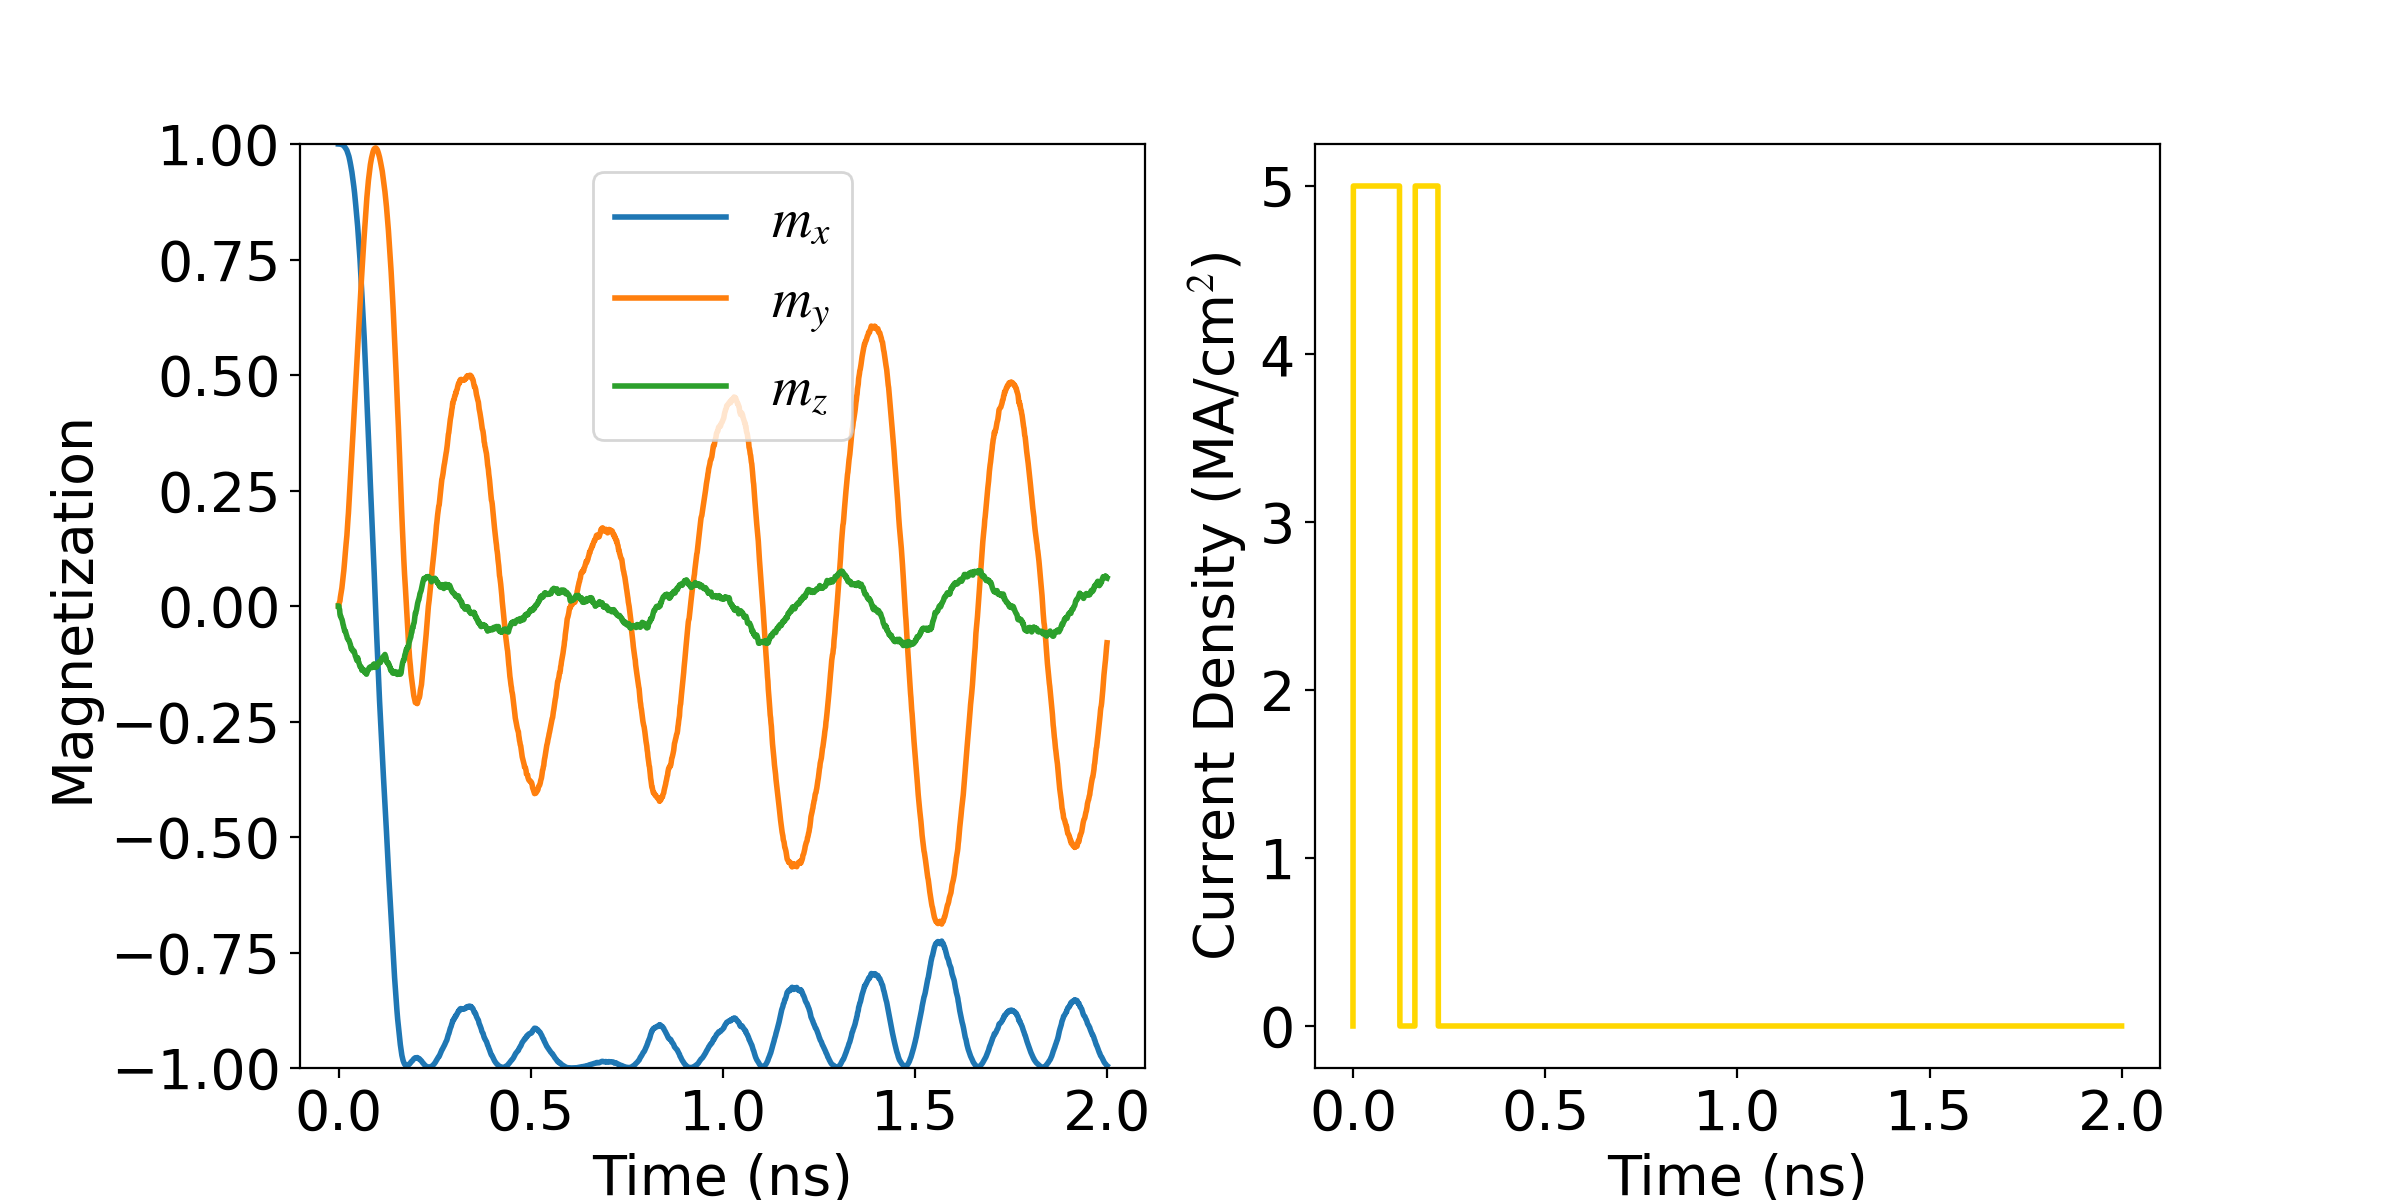 1.00
0.75
0.50
0.25
0.00
−0.25
−0.50
−0.75
−1.00
Magnetization
0.0 0.5 1.0 1.5 2.0
Time (ns)
m_x
m_y
m_z
5
4
3
2
1
0
Current Density (MA/cm²)
0.0 0.5 1.0 1.5 2.0
Time (ns)